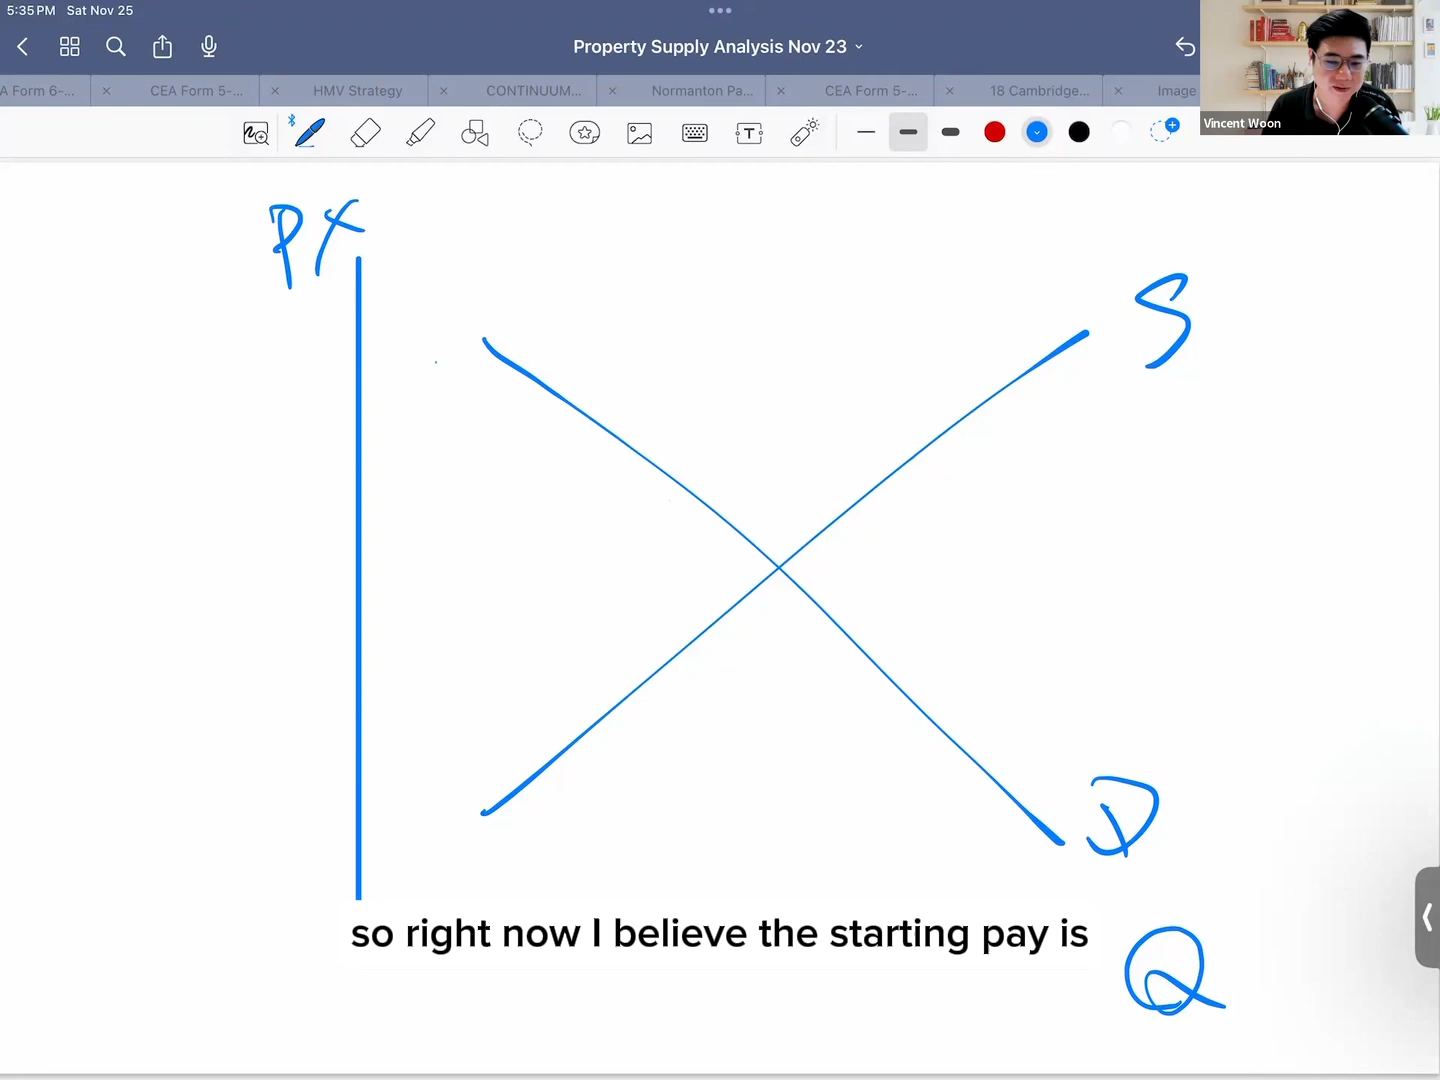 5:35 PM Sat Nov 25
Property Supply Analysis Nov 23
A Form 6-...
CEA Form 5-...
HMV Strategy
CONTINUUM...
Normanton Pa...
CEA Form 5-...
18 Cambridge...
Image
T
Vincent Woon
PX
S
D
so right now I believe the starting pay is
Q